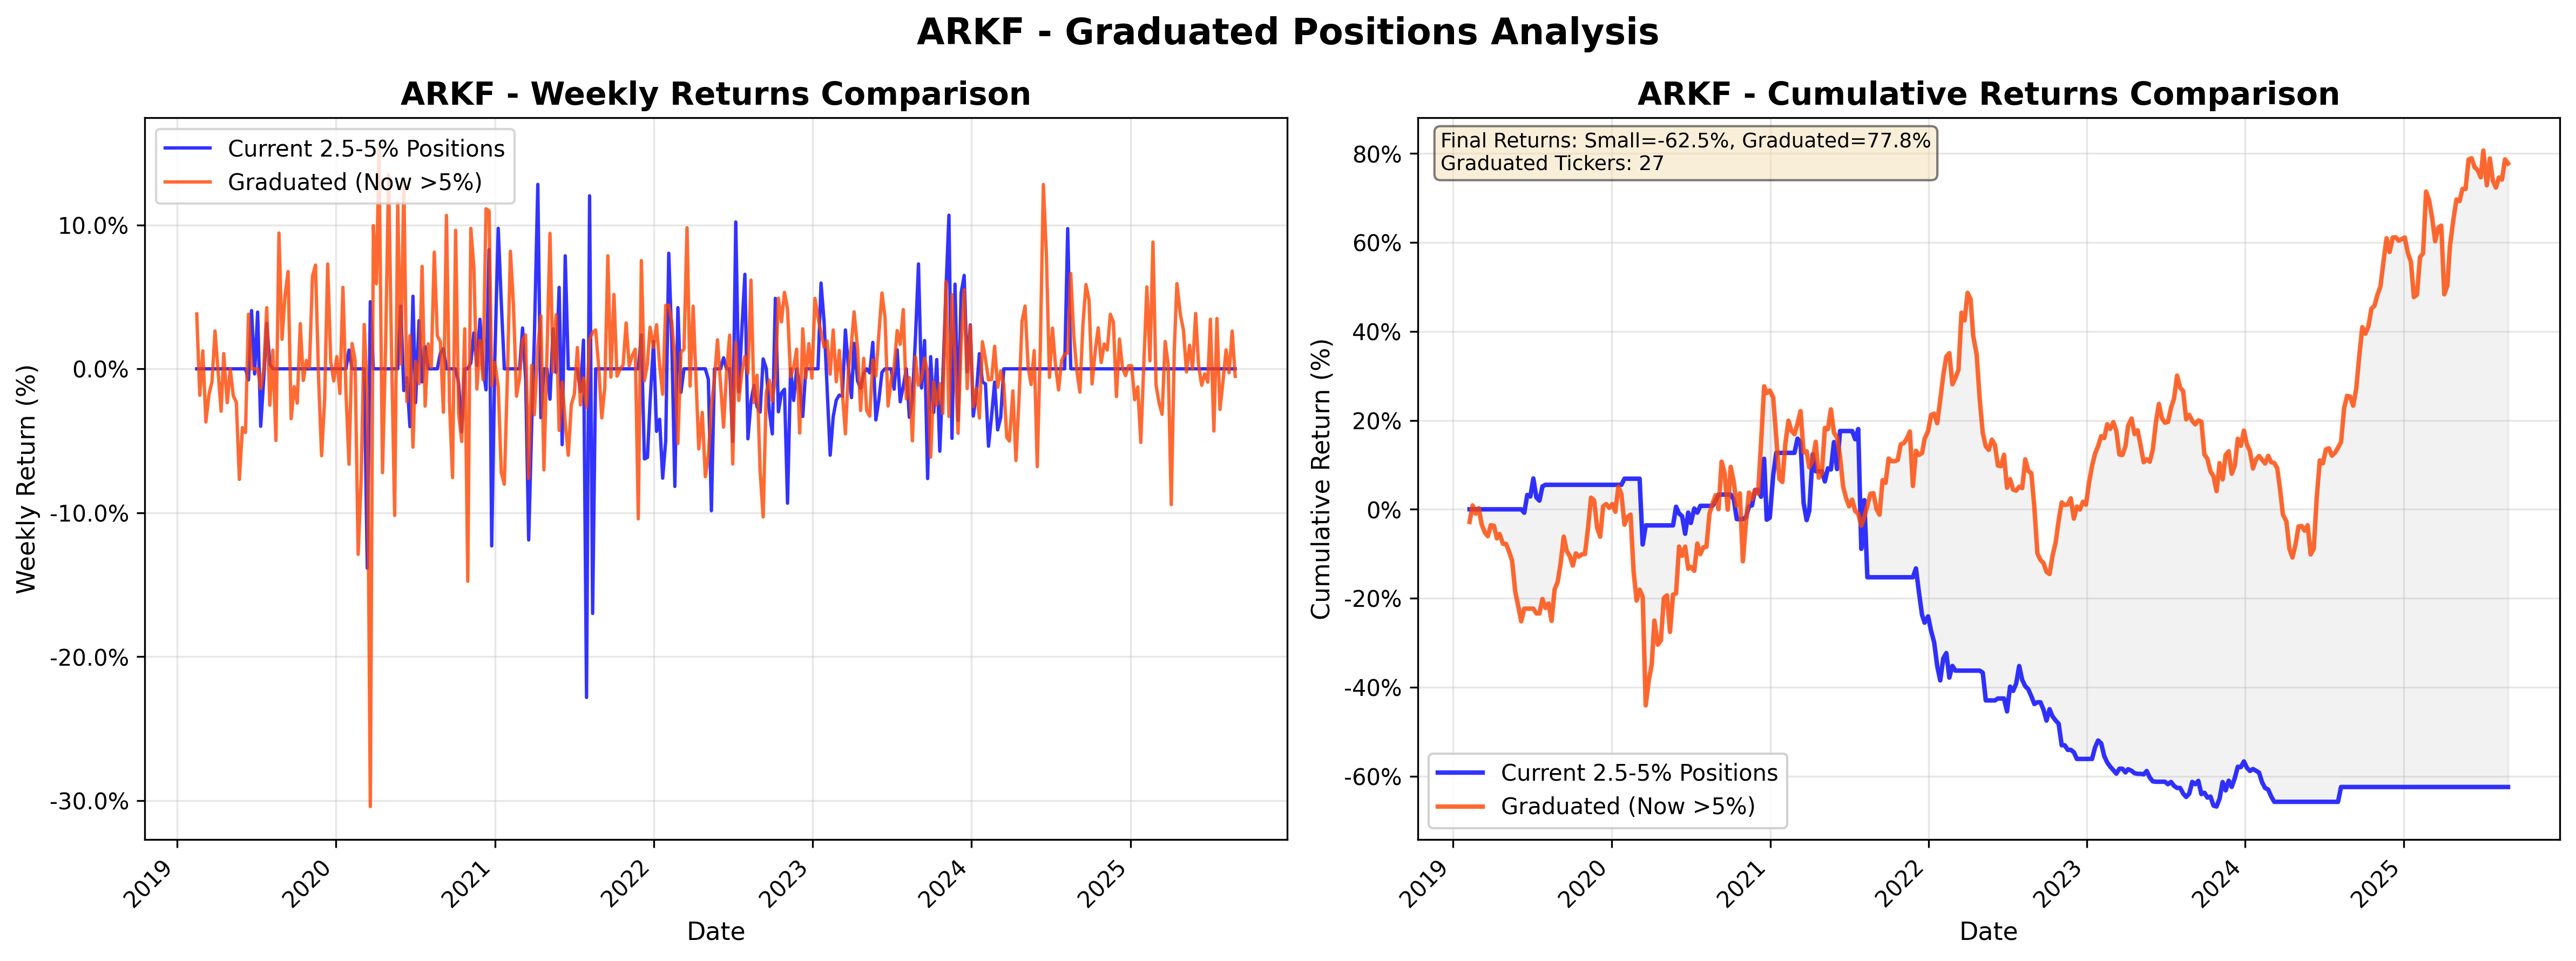 ARKF - Graduated Positions Analysis
ARKF - Weekly Returns Comparison
Current 2.5-5% Positions
Graduated (Now >5%)
10.0%
0.0%
-10.0%
-20.0%
-30.0%
Weekly Return (%)
2019
2020
2021
2022
2023
2024
2025
Date
ARKF - Cumulative Returns Comparison
Final Returns: Small=-62.5%, Graduated=77.8%
Graduated Tickers: 27
80%
60%
40%
20%
0%
-20%
-40%
-60%
Cumulative Return (%)
Current 2.5-5% Positions
Graduated (Now >5%)
2019
2020
2021
2022
2023
2024
2025
Date